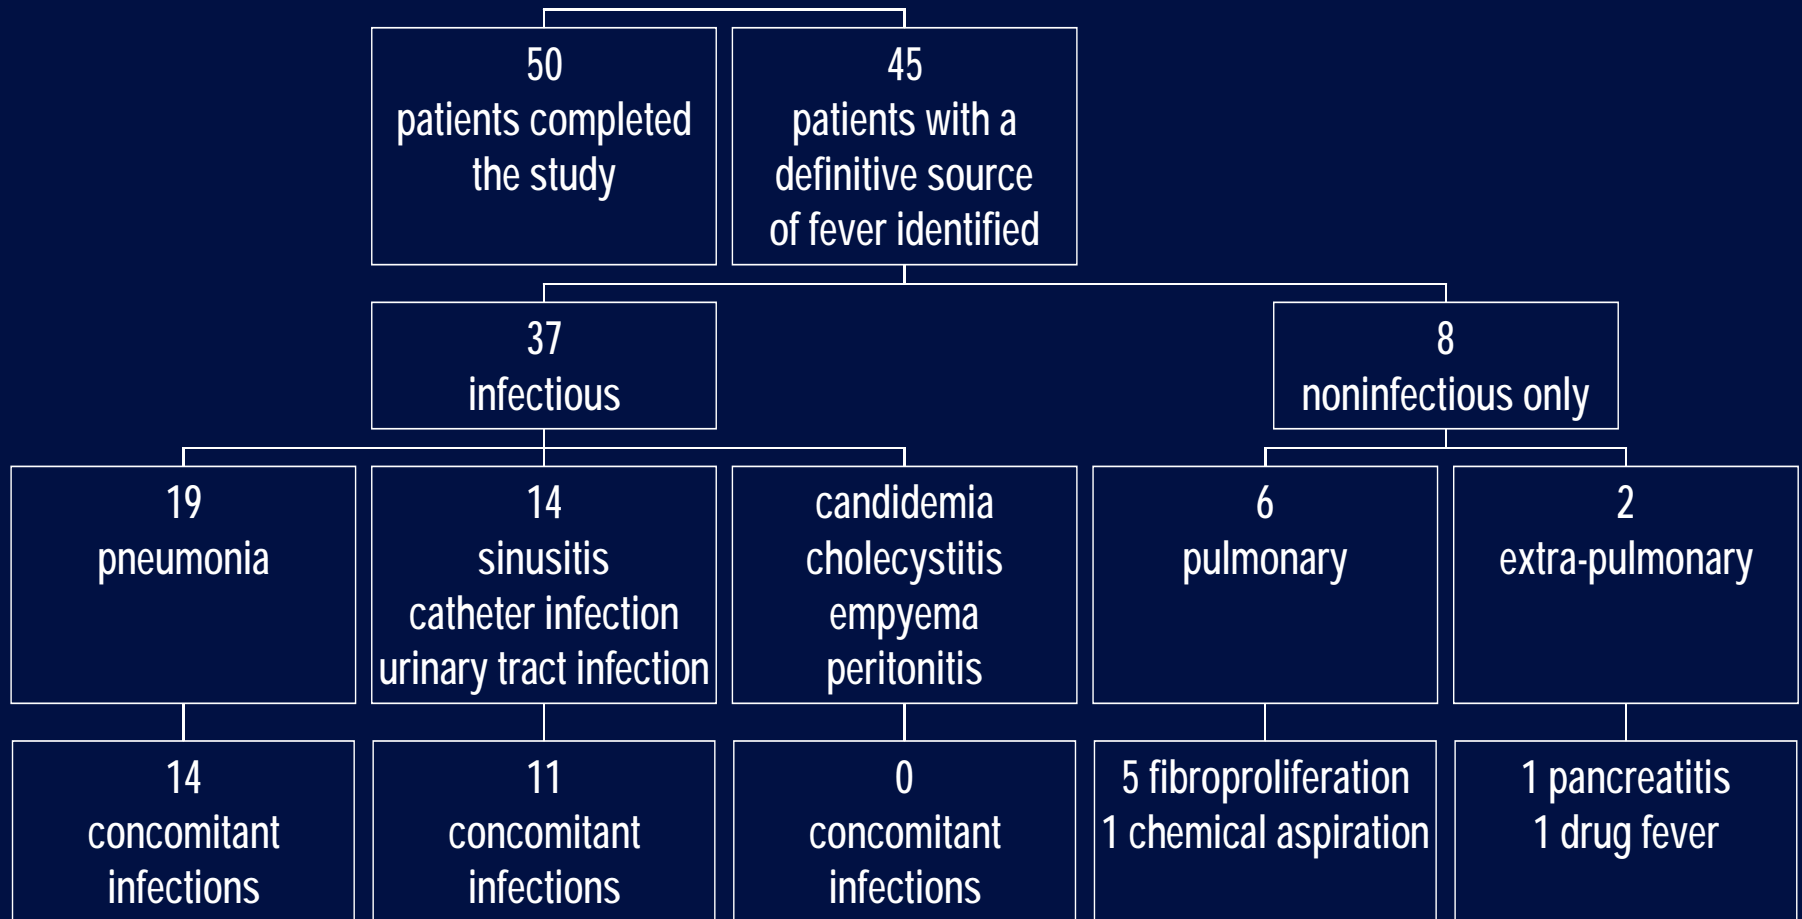 50
patients completed
the study
45
patients with a
definitive source
of fever identified
37
infectious
8
noninfectious only
19
pneumonia
14
sinusitis
catheter infection
urinary tract infection
candidemia
cholecystitis
empyema
peritonitis
6
pulmonary
2
extra-pulmonary
14
concomitant
infections
11
concomitant
infections
0
concomitant
infections
5 fibroproliferation
1 chemical aspiration
1 pancreatitis
1 drug fever